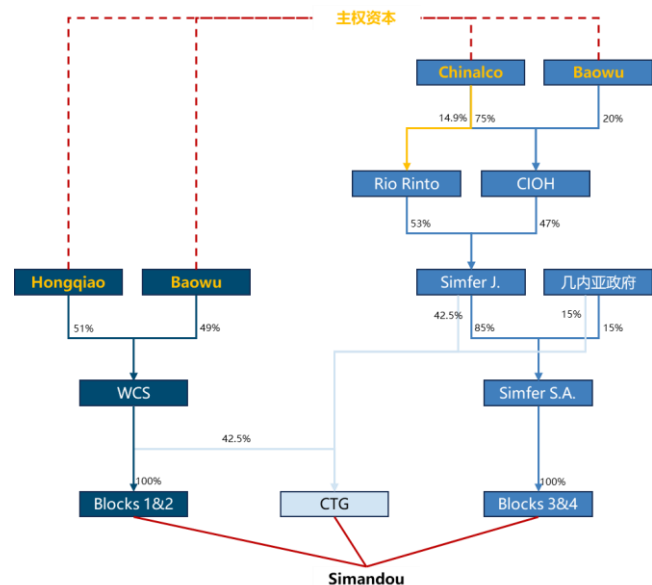 主权资本
Chinalco
Baowu
14.9%
75%
20%
Rio Rinto
CIOH
53%
47%
Hongqiao
Baowu
Simfer J.
几内亚政府
42.5%
15%
51%
49%
85%
15%
WCS
Simfer S.A.
42.5%
100%
100%
Blocks 1&2
CTG
Blocks 3&4
Simandou